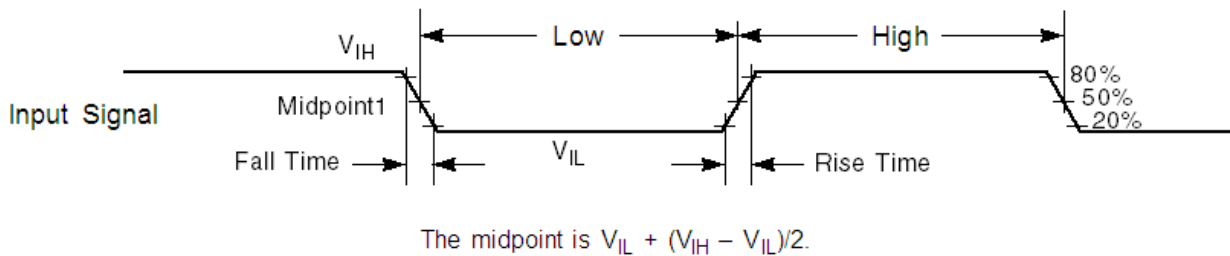 Low
High
V_IH
80%
Midpoint1
50%
Input Signal
20%
Fall Time
V_IL
Rise Time
The midpoint is V_IL + (V_IH – V_IL)/2.